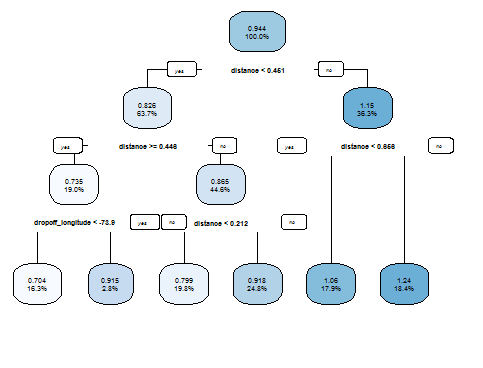 0.944
100.0%
yes distance < 0.451 no
0.826 1.15
63.7% 36.3%
yes distance >= 0.446 no yes distance < 0.656 no
0.735 0.865
19.0% 44.6%
dropoff_longitude < -73.9 yes no distance < 0.212 no
0.704 0.915 0.799 0.918 1.06 1.24
16.3% 2.8% 19.8% 24.8% 17.9% 18.4%